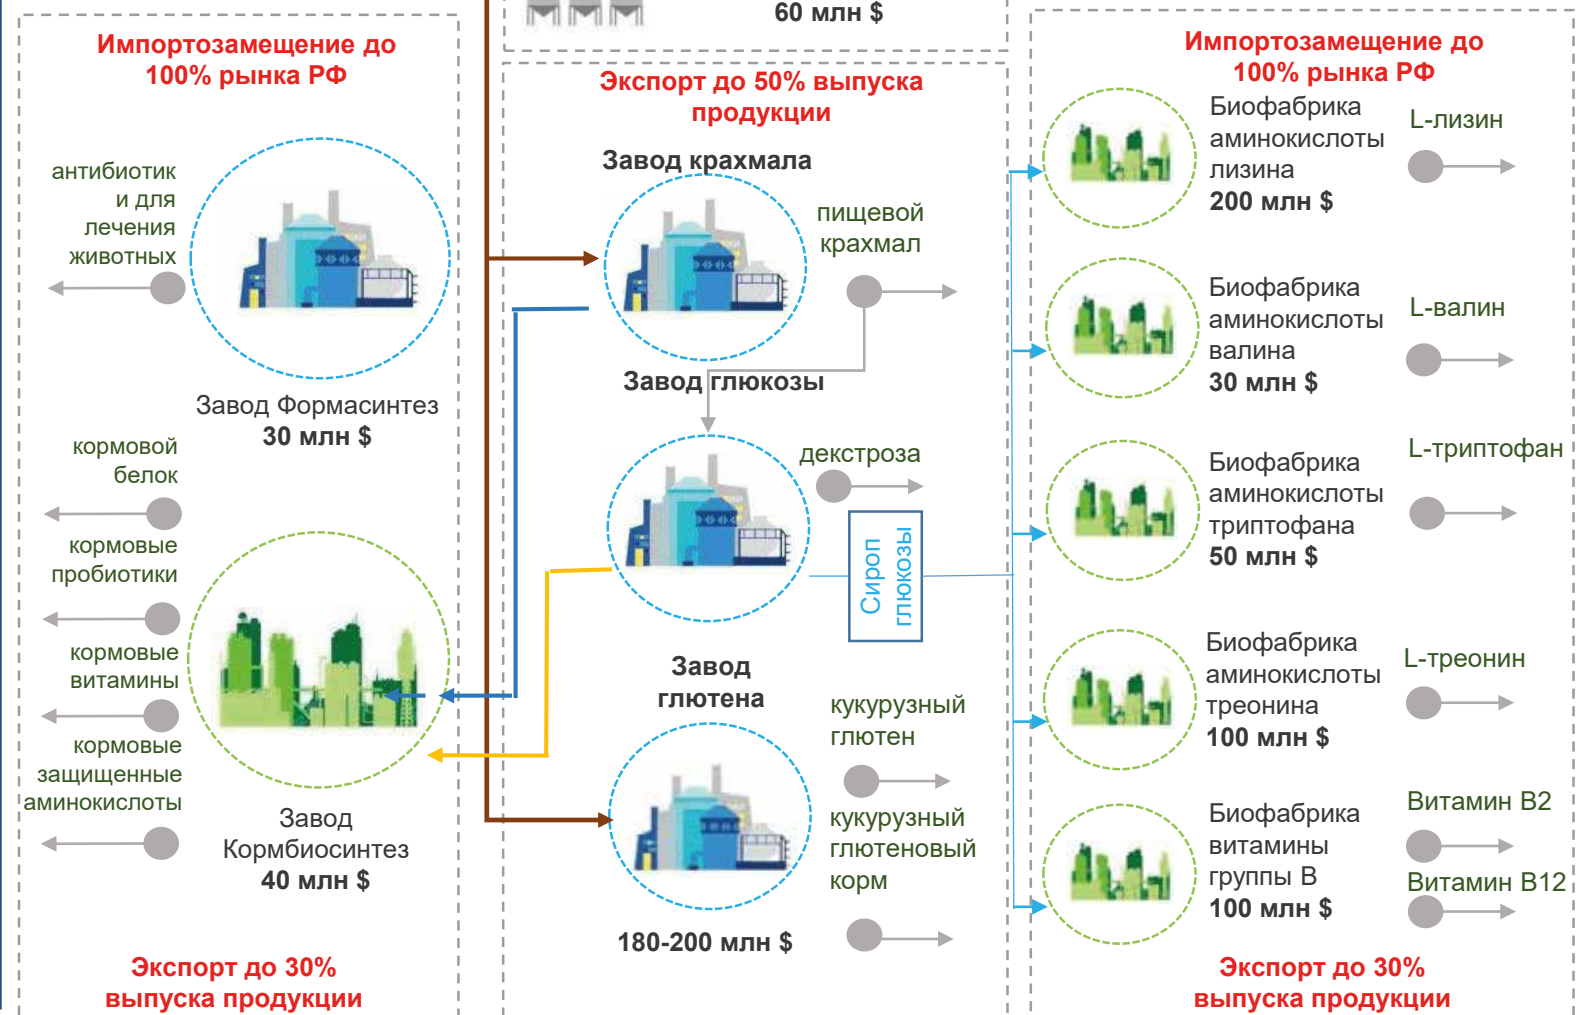 Импортозамещение до
100% рынка РФ
антибиотик
и для
лечения
животных
Завод Формасинтез
30 млн $
кормовой
белок
кормовые
пробиотики
кормовые
витамины
кормовые
защищенные
аминокислоты
Завод
Кормбиосинтез
40 млн $
Экспорт до 30%
выпуска продукции
60 млн $
Экспорт до 50% выпуска
продукции
Завод крахмала
пищевой
крахмал
Завод глюкозы
декстроза
Сироп
глюкозы
Завод
глютена
кукурузный
глютен
кукурузный
глютеновый
корм
180-200 млн $
Импортозамещение до
100% рынка РФ
Биофабрика
аминокислоты
лизина
200 млн $
L-лизин
Биофабрика
аминокислоты
валина
30 млн $
L-валин
Биофабрика
аминокислоты
триптофана
50 млн $
L-триптофан
Биофабрика
аминокислоты
треонина
100 млн $
L-треонин
Биофабрика
витамины
группы В
100 млн $
Витамин В2
Витамин В12
Экспорт до 30%
выпуска продукции